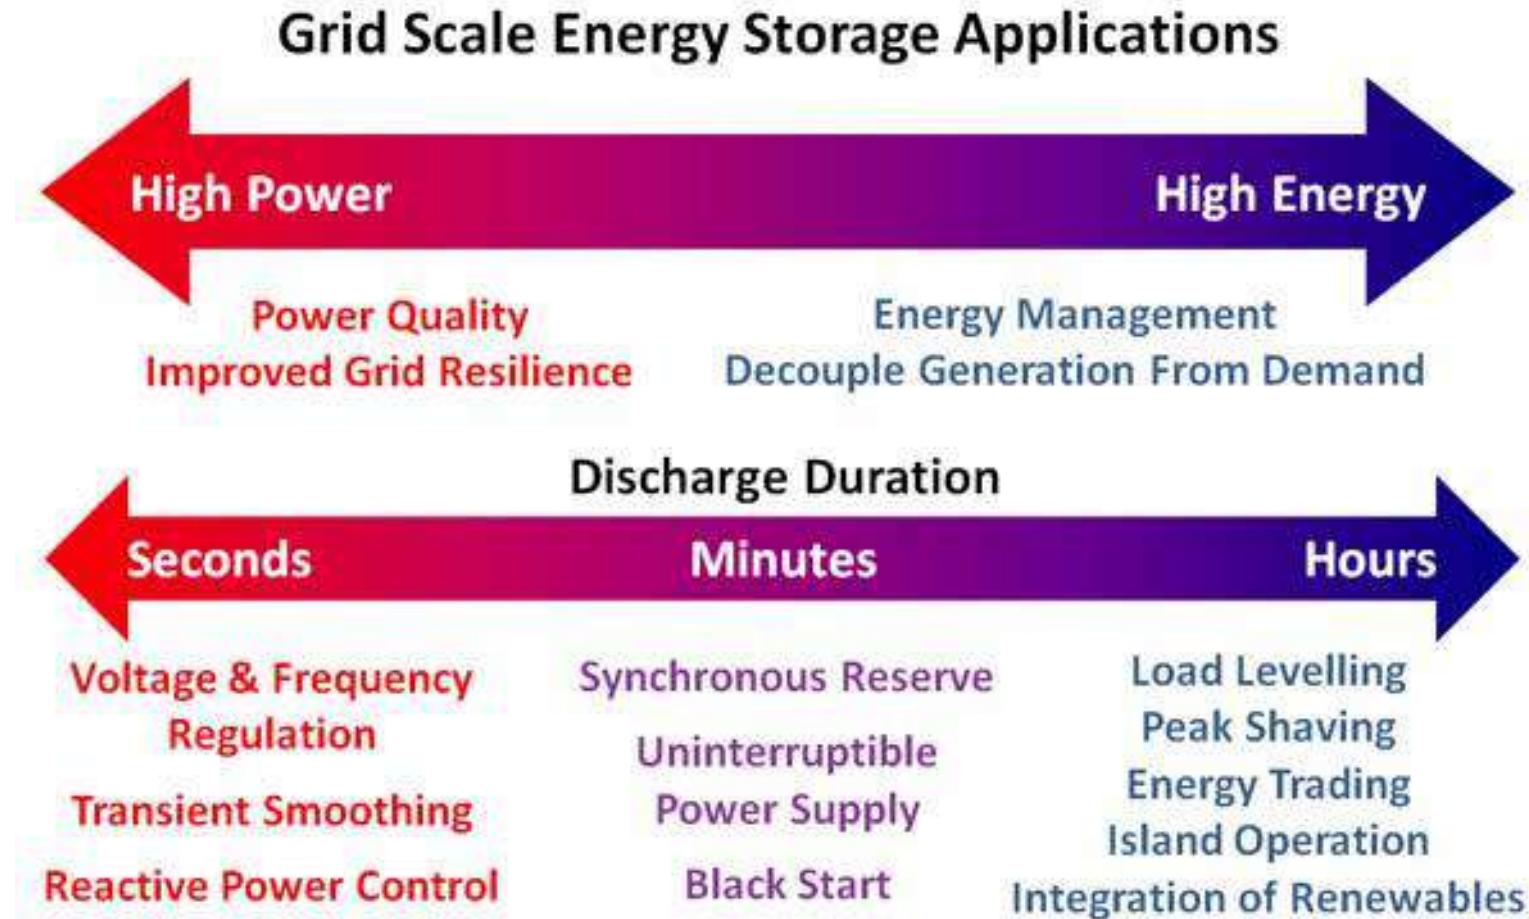 Grid Scale Energy Storage Applications
High Power
High Energy
Power Quality
Improved Grid Resilience
Energy Management
Decouple Generation From Demand
Discharge Duration
Seconds
Minutes
Hours
Voltage & Frequency
Regulation
Transient Smoothing
Reactive Power Control
Synchronous Reserve
Uninterruptible
Power Supply
Black Start
Load Levelling
Peak Shaving
Energy Trading
Island Operation
Integration of Renewables